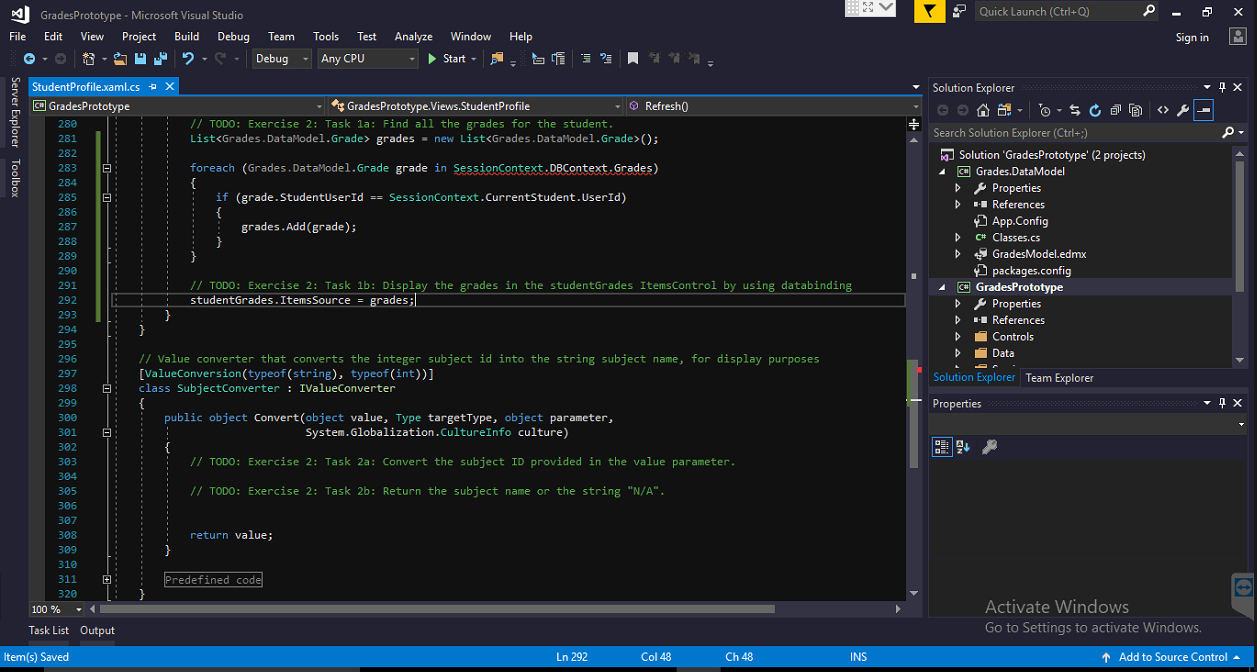 GradesPrototype - Microsoft Visual Studio
Quick Launch (Ctrl+Q)
File Edit View Project Build Debug Team Tools Test Analyze Window Help
Sign in
Debug Any CPU Start
Server Explorer
Toolbox
StudentProfile.xaml.cs
GradesPrototype GradesPrototype.Views.StudentProfile Refresh()
280 // TODO: Exercise 2: Task 1a: Find all the grades for the student.
281 List<Grades.DataModel.Grade> grades = new List<Grades.DataModel.Grade>();
282
283 foreach (Grades.DataModel.Grade grade in SessionContext.DBContext.Grades)
284 {
285 if (grade.StudentUserId == SessionContext.CurrentStudent.UserId)
286 {
287 grades.Add(grade);
288 }
289 }
290
291 // TODO: Exercise 2: Task 1b: Display the grades in the studentGrades ItemsControl by using databinding
292 studentGrades.ItemsSource = grades;
293 }
294 }
295
296 // Value converter that converts the integer subject id into the string subject name, for display purposes
297 [ValueConversion(typeof(string), typeof(int))]
298 class SubjectConverter : IValueConverter
299 {
300 public object Convert(object value, Type targetType, object parameter,
301 System.Globalization.CultureInfo culture)
302 {
303 // TODO: Exercise 2: Task 2a: Convert the subject ID provided in the value parameter.
304
305 // TODO: Exercise 2: Task 2b: Return the subject name or the string "N/A".
306
307
308 return value;
309 }
310
311 Predefined code
320 }
100 %
Task List Output
Solution Explorer
Search Solution Explorer (Ctrl+;)
Solution 'GradesPrototype' (2 projects)
Grades.DataModel
Properties
References
App.Config
Classes.cs
GradesModel.edmx
packages.config
GradesPrototype
Properties
References
Controls
Data
Solution Explorer Team Explorer
Properties
Activate Windows
Go to Settings to activate Windows.
Item(s) Saved Ln 292 Col 48 Ch 48 INS Add to Source Control